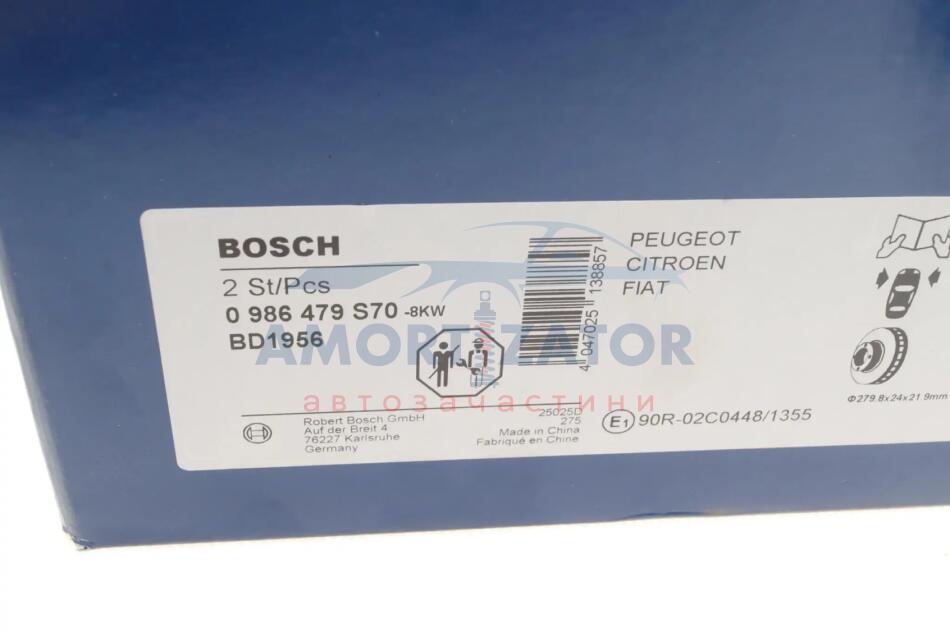 BOSCH
2 St/Pcs
0 986 479 S70 -8KW
BD1956
4 047025 138857
PEUGEOT
CITROEN
FIAT
AMORTIZATOR
автозачастини
Φ279.8x24x21.9mm
Robert Bosch GmbH
Auf der Breit 4
76227 Karlsruhe
Germany
25025D
275
Made in China
Fabriqué en Chine
E1 90R-02C0448/1355